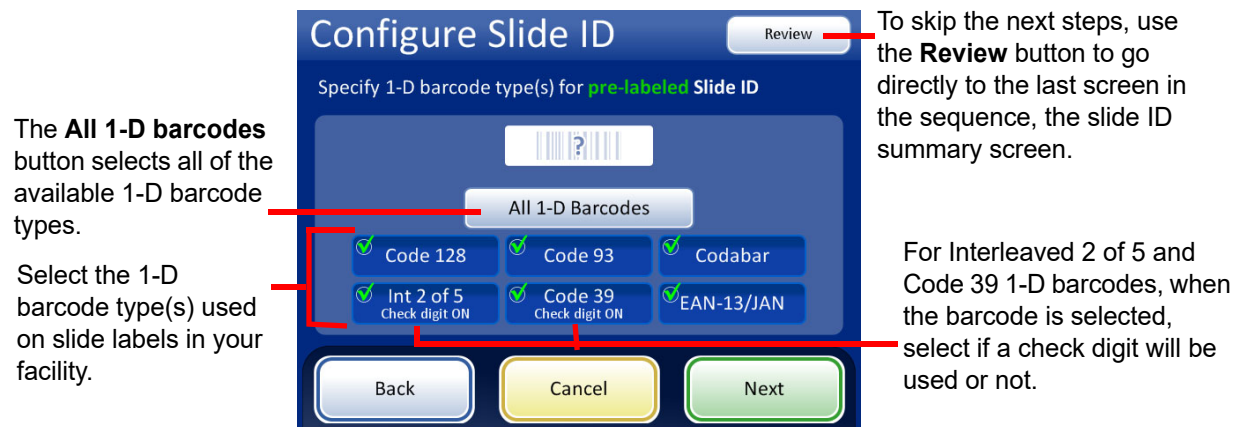 Configure Slide ID
Review
Specify 1-D barcode type(s) for pre-labeled Slide ID
?
All 1-D Barcodes
Code 128
Code 93
Codabar
Int 2 of 5
Check digit ON
Code 39
Check digit ON
EAN-13/JAN
Back
Cancel
Next
The All 1-D barcodes
button selects all of the
available 1-D barcode
types.
Select the 1-D
barcode type(s) used
on slide labels in your
facility.
To skip the next steps, use
the Review button to go
directly to the last screen in
the sequence, the slide ID
summary screen.
For Interleaved 2 of 5 and
Code 39 1-D barcodes, when
the barcode is selected,
select if a check digit will be
used or not.